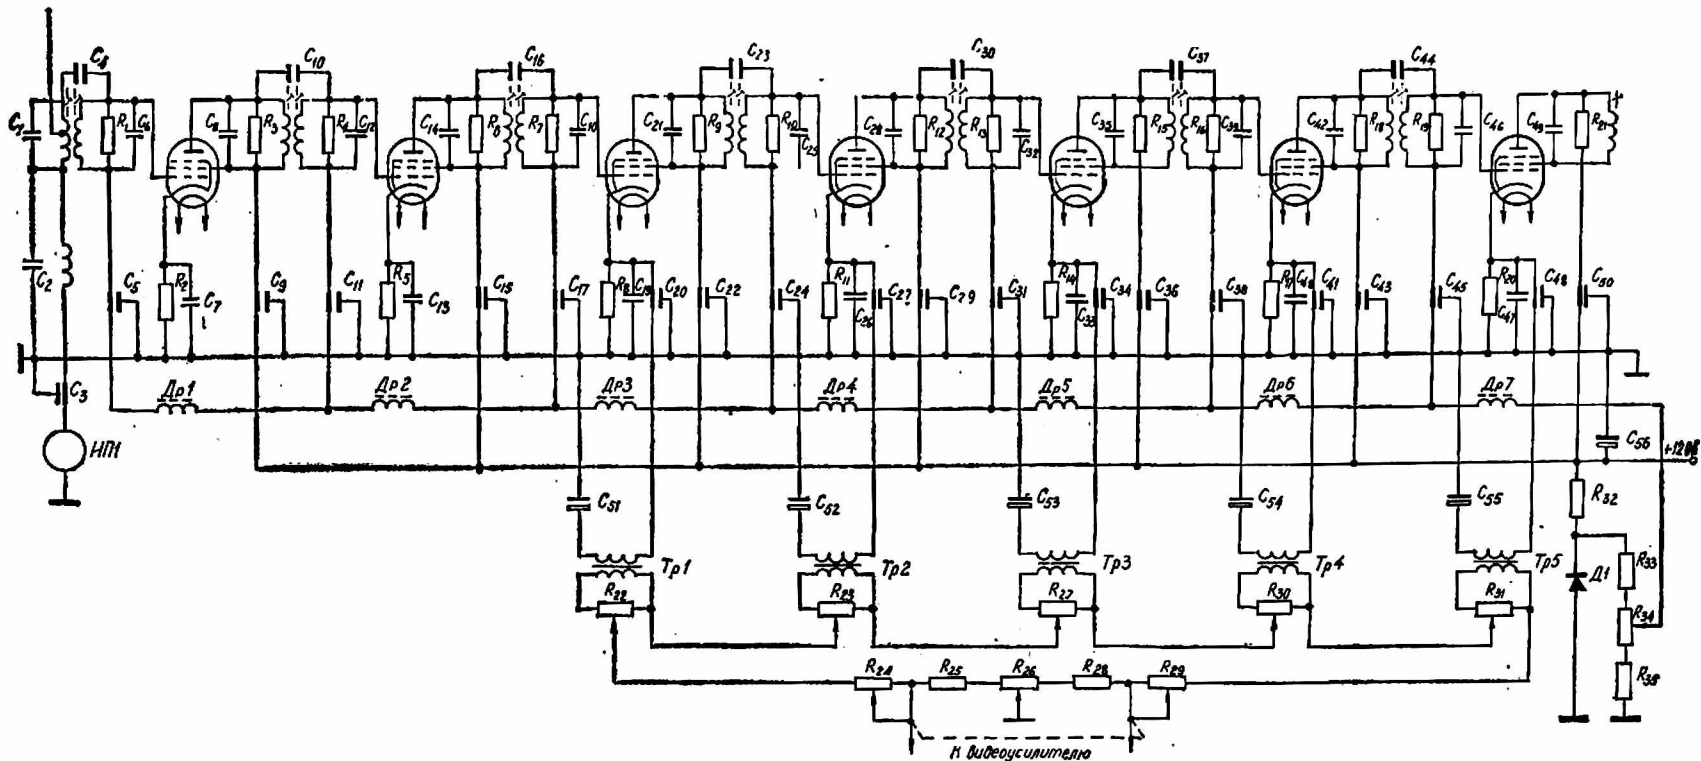 C4 C10 C16 C23 C30 C37 C44
C1 R1 C6 C8 R3 R4 C12 C14 R6 R7 C21 R9 R10 C25 C28 R12 R13 C32 C35 R15 R16 C39 C42 R18 R19 C46 C49 R21
C2 C5 R2 C7 C9 C11 R5 C13 C15 C17 R8 C19 C20 C22 C24 R11 C26 C27 C29 C31 R14 C33 C34 C36 C38 R17 C41 C43 C45 R20 C47 C48 C50
C3 Др1 Др2 Др3 Др4 Др5 Др6 Др7
ИП1 C56 +120В
C51 C52 C53 C54 C55 R32
Тр1 Тр2 Тр3 Тр4 Тр5 Д1 R33
R22 R23 R27 R30 R31 R34
R24 R25 R26 R28 R29 R35
К видеоусилителю